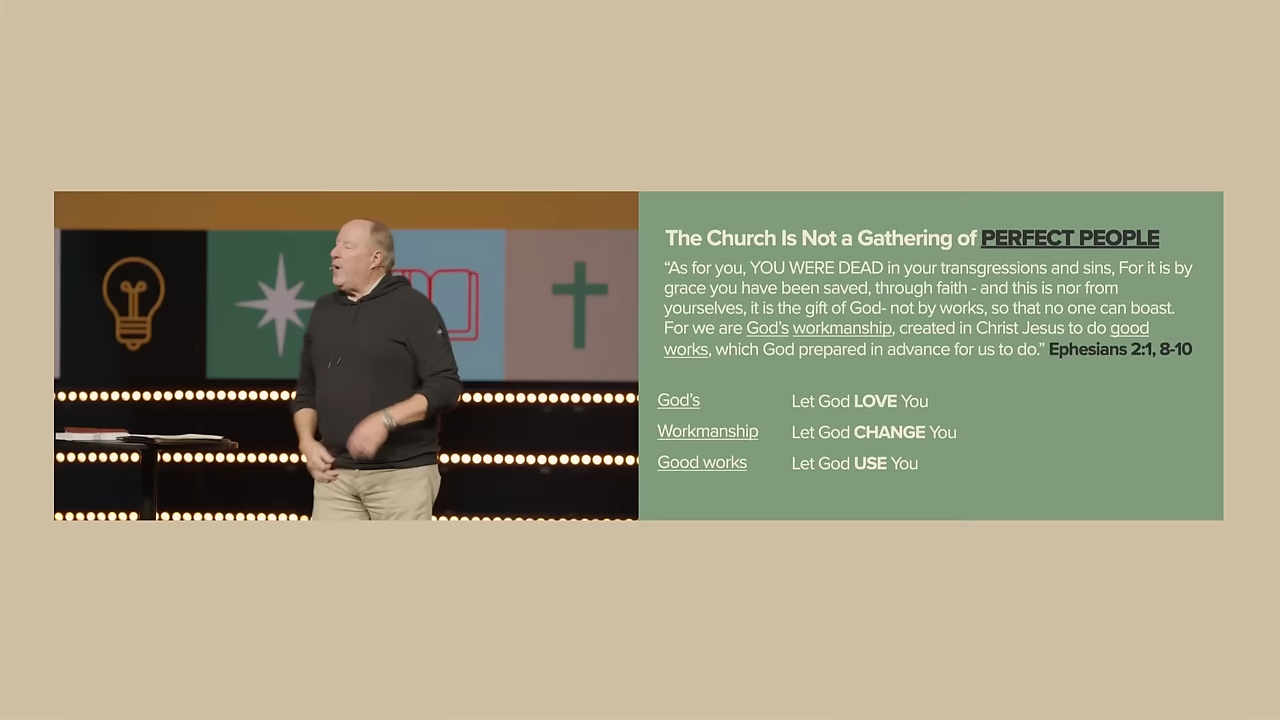 The Church Is Not a Gathering of PERFECT PEOPLE
“As for you, YOU WERE DEAD in your transgressions and sins, For it is by
grace you have been saved, through faith - and this is nor from
yourselves, it is the gift of God- not by works, so that no one can boast.
For we are God’s workmanship, created in Christ Jesus to do good
works, which God prepared in advance for us to do.” Ephesians 2:1, 8-10
God’s Let God LOVE You
Workmanship Let God CHANGE You
Good works Let God USE You